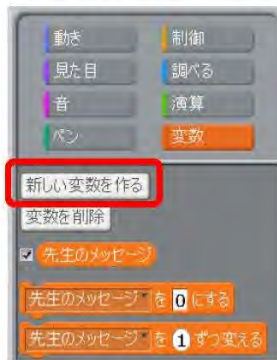 動き 制御
見た目 調べる
音 演算
ペン 変数
新しい変数を作る
変数を削除
先生のメッセージ
先生のメッセージ を 0 にする
先生のメッセージ を 1 ずつ変える